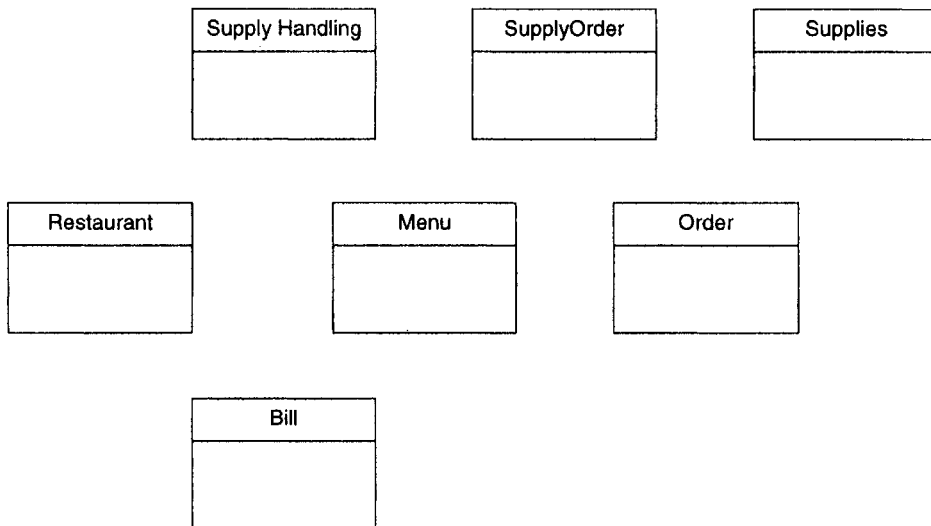 Supply Handling
SupplyOrder
Supplies
Restaurant
Menu
Order
Bill